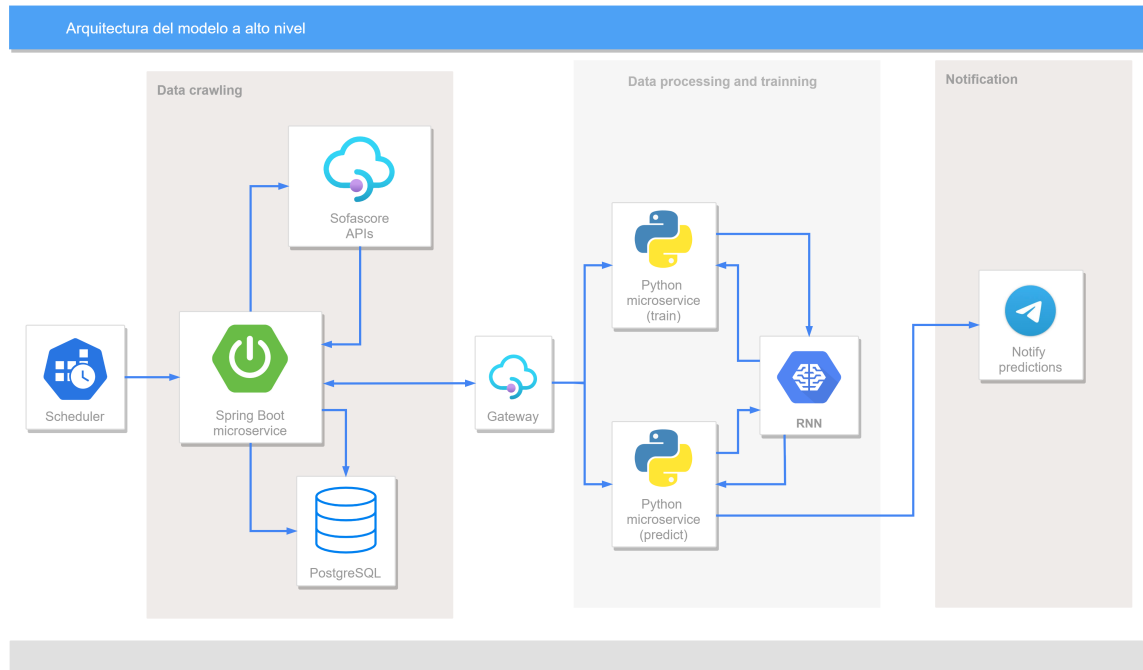 Arquitectura del modelo a alto nivel
Data crawling
Data processing and trainning
Notification
Sofascore
APIs
Python
microservice
(train)
Notify
predictions
Scheduler
Spring Boot
microservice
Gateway
RNN
Python
microservice
(predict)
PostgreSQL